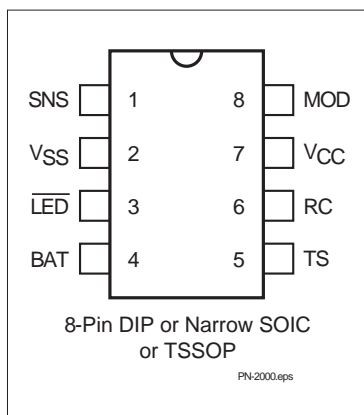 SNS 1 8 MOD
VSS 2 7 VCC
L̅E̅D̅ 3 6 RC
BAT 4 5 TS
8-Pin DIP or Narrow SOIC
or TSSOP
PN-2000.eps